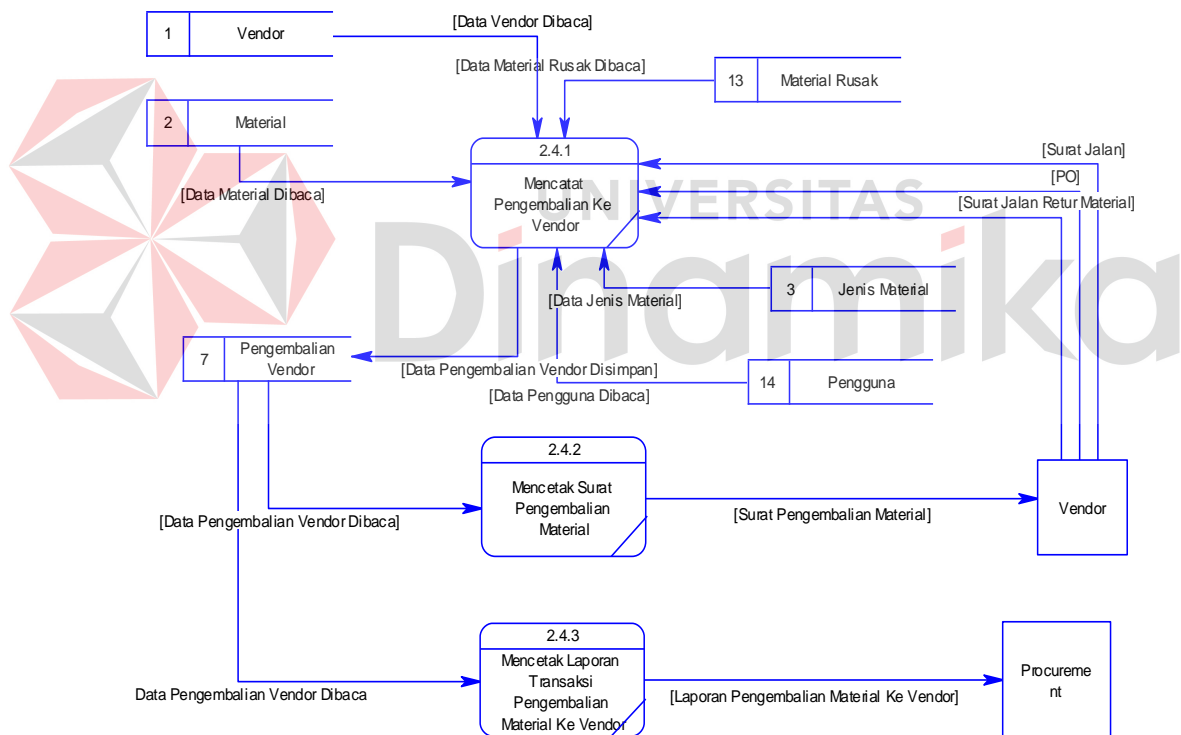 [Data Vendor Dibaca]
1 Vendor
[Data Material Rusak Dibaca]
13 Material Rusak
2 Material
2.4.1
Mencatat
Pengembalian Ke
Vendor
[Surat Jalan]
[PO]
[Surat Jalan Retur Material]
[Data Material Dibaca]
UNIVERSITAS
Dinamika
[Data Jenis Material]
3 Jenis Material
7 Pengembalian
Vendor
[Data Pengembalian Vendor Disimpan]
[Data Pengguna Dibaca]
14 Pengguna
2.4.2
Mencetak Surat
Pengembalian
Material
[Data Pengembalian Vendor Dibaca]
[Surat Pengembalian Material]
Vendor
2.4.3
Mencetak Laporan
Transaksi
Pengembalian
Material Ke Vendor
Data Pengembalian Vendor Dibaca
[Laporan Pengembalian Material Ke Vendor]
Procureme
nt